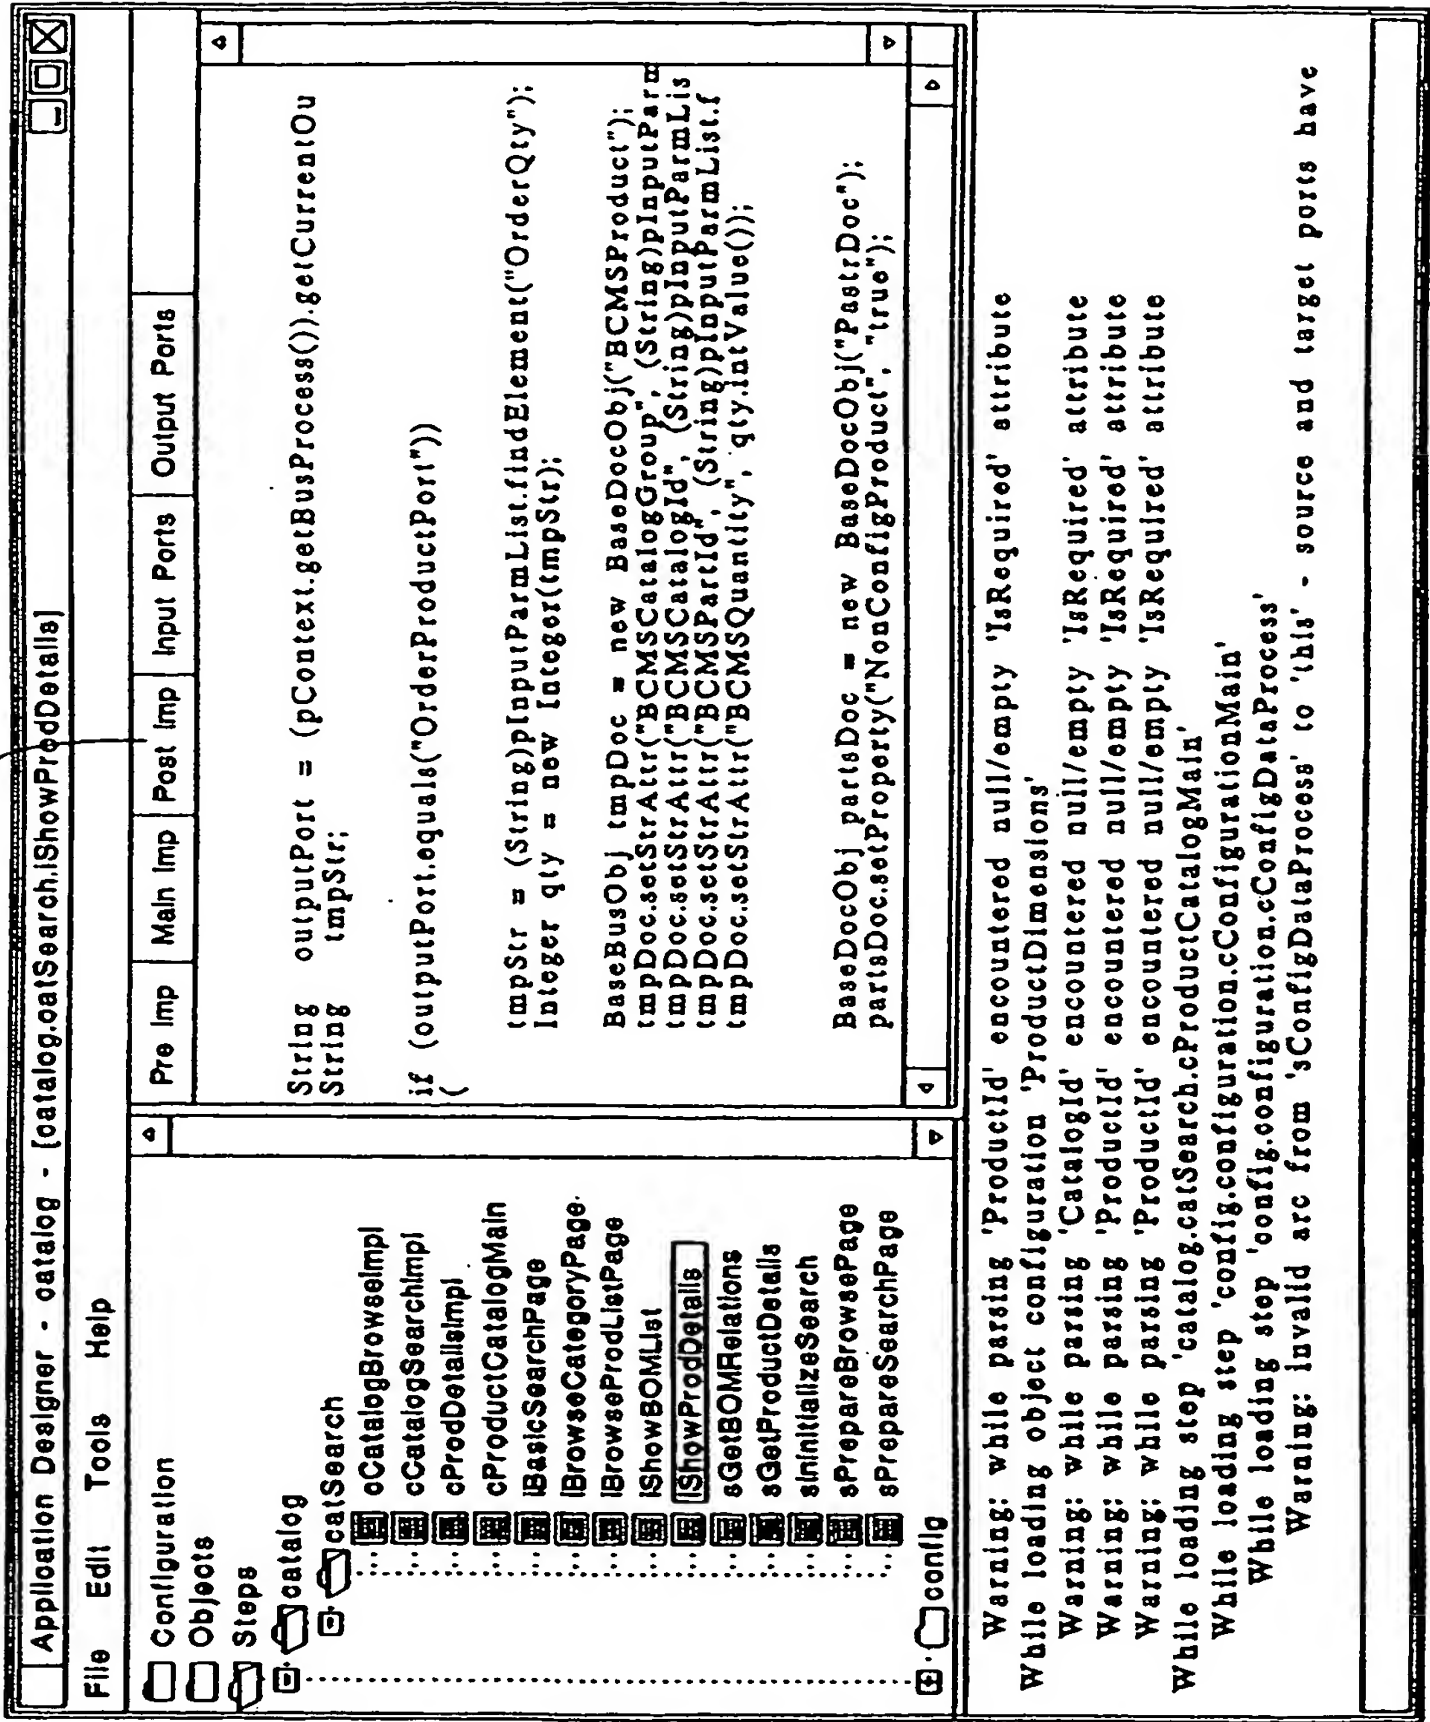 Application Designer - catalog - [catalog.catSearch.iShowProdDetails]
File Edit Tools Help
Configuration
Objects
Steps
catalog
catSearch
cCatalogBrowseImpl
cCatalogSearchImpl
cProdDetailsImpl
cProductCatalogMain
iBasicSearchPage
iBrowseCategoryPage
iBrowseProdListPage
iShowBOMList
iShowProdDetails
sGetBOMRelations
sGetProductDetails
sInitializeSearch
sPrepareBrowsePage
sPrepareSearchPage
config
Pre Imp Main Imp Post Imp Input Ports Output Ports
String outputPort = (pContext.getBusProcess()).getCurrentOu
String tmpStr;
if (outputPort.equals("OrderProductPort"))
(
tmpStr = (String)pInputParmList.findElement("OrderQty");
Integer qty = new Integer(tmpStr);
BaseBusObj tmpDoc = new BaseDocObj("BCMSProduct");
tmpDoc.setStrAttr("BCMSCatalogGroup", (String)pInputParm
tmpDoc.setStrAttr("BCMSCatalogId", (String)pInputParmLis
tmpDoc.setStrAttr("BCMSPartId", (String)pInputParmList.f
tmpDoc.setStrAttr("BCMSQuantity", qty.intValue());
BaseDocObj partsDoc = new BaseDocObj("PastrDoc");
partsDoc.setProperty("NonConfigProduct", "true");
Warning: while parsing 'ProductId' encountered null/empty 'IsRequired' attribute
While loading object configuration 'ProductDimensions'
Warning: while parsing 'CatalogId' encountered null/empty 'IsRequired' attribute
Warning: while parsing 'ProductId' encountered null/empty 'IsRequired' attribute
Warning: while parsing 'ProductId' encountered null/empty 'IsRequired' attribute
While loading step 'catalog.catSearch.cProductCatalogMain'
While loading step 'config.configuration.cConfigurationMain'
While loading step 'config.configuration.cConfigDataProcess'
Warning: invalid arc from 'sConfigDataProcess' to 'this' - source and target ports have